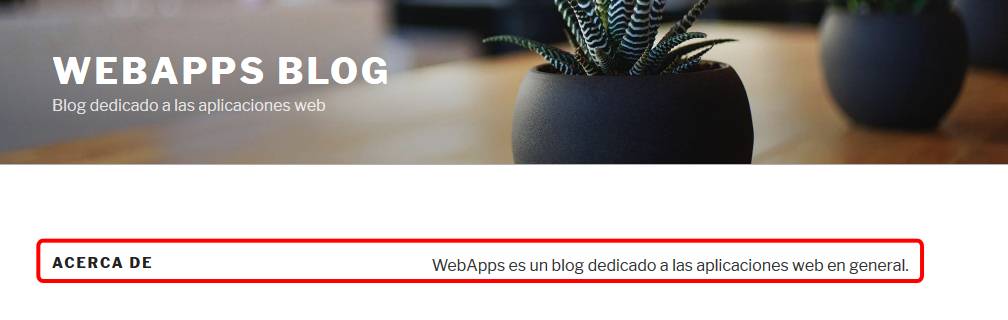 WEBAPPS BLOG
Blog dedicado a las aplicaciones web
ACERCA DE
WebApps es un blog dedicado a las aplicaciones web en general.